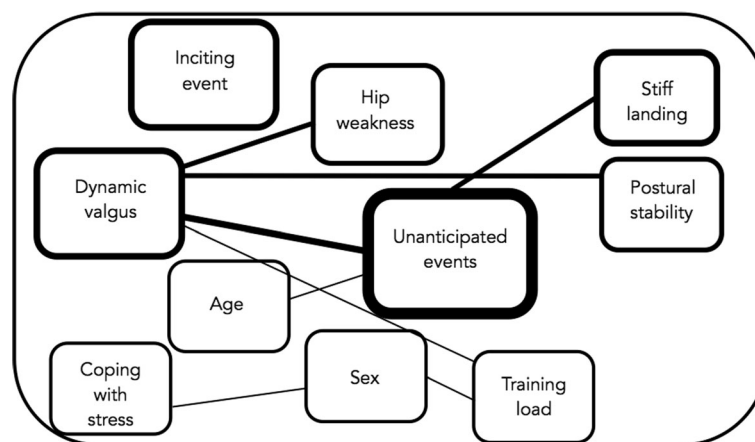 Inciting
event
Hip
weakness
Stiff
landing
Dynamic
valgus
Postural
stability
Unanticipated
events
Age
Coping
with
stress
Sex
Training
load